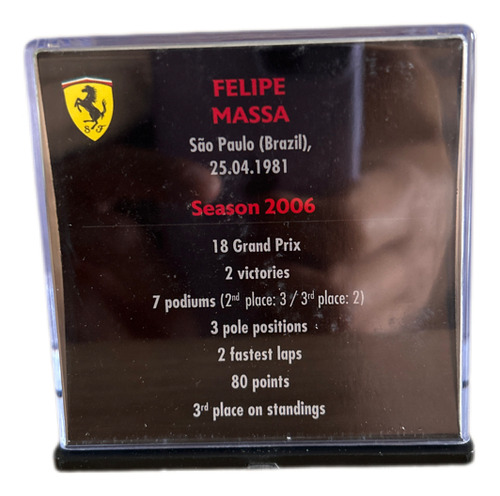 S F
FELIPE
MASSA
São Paulo (Brazil),
25.04.1981
Season 2006
18 Grand Prix
2 victories
7 podiums (2nd place: 3 / 3rd place: 2)
3 pole positions
2 fastest laps
80 points
3rd place on standings